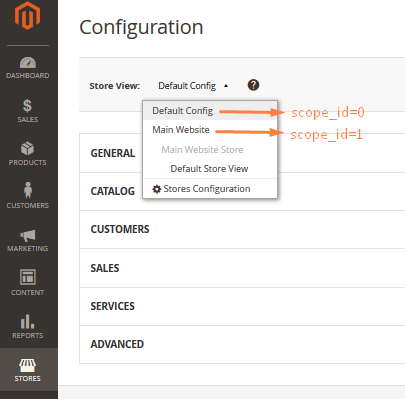 Configuration
DASHBOARD
SALES
PRODUCTS
CUSTOMERS
MARKETING
CONTENT
REPORTS
STORES
Store View: Default Config
?
Default Config scope_id=0
Main Website scope_id=1
Main Website Store
Default Store View
Stores Configuration
GENERAL
CATALOG
CUSTOMERS
SALES
SERVICES
ADVANCED